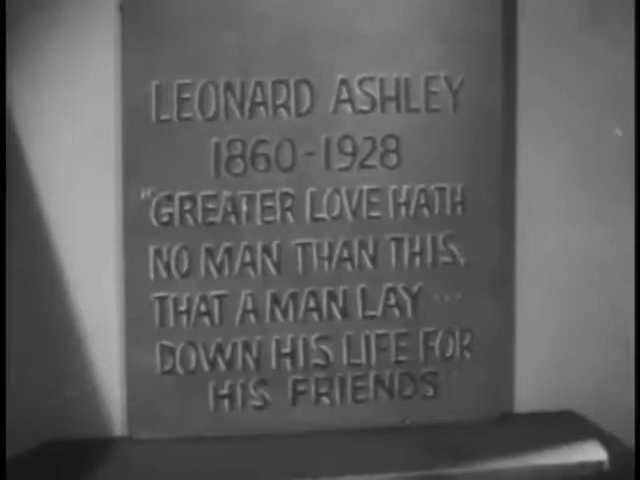 LEONARD ASHLEY
1860-1928
"GREATER LOVE HATH
NO MAN THAN THIS,
THAT A MAN LAY ...
DOWN HIS LIFE FOR
HIS FRIENDS"